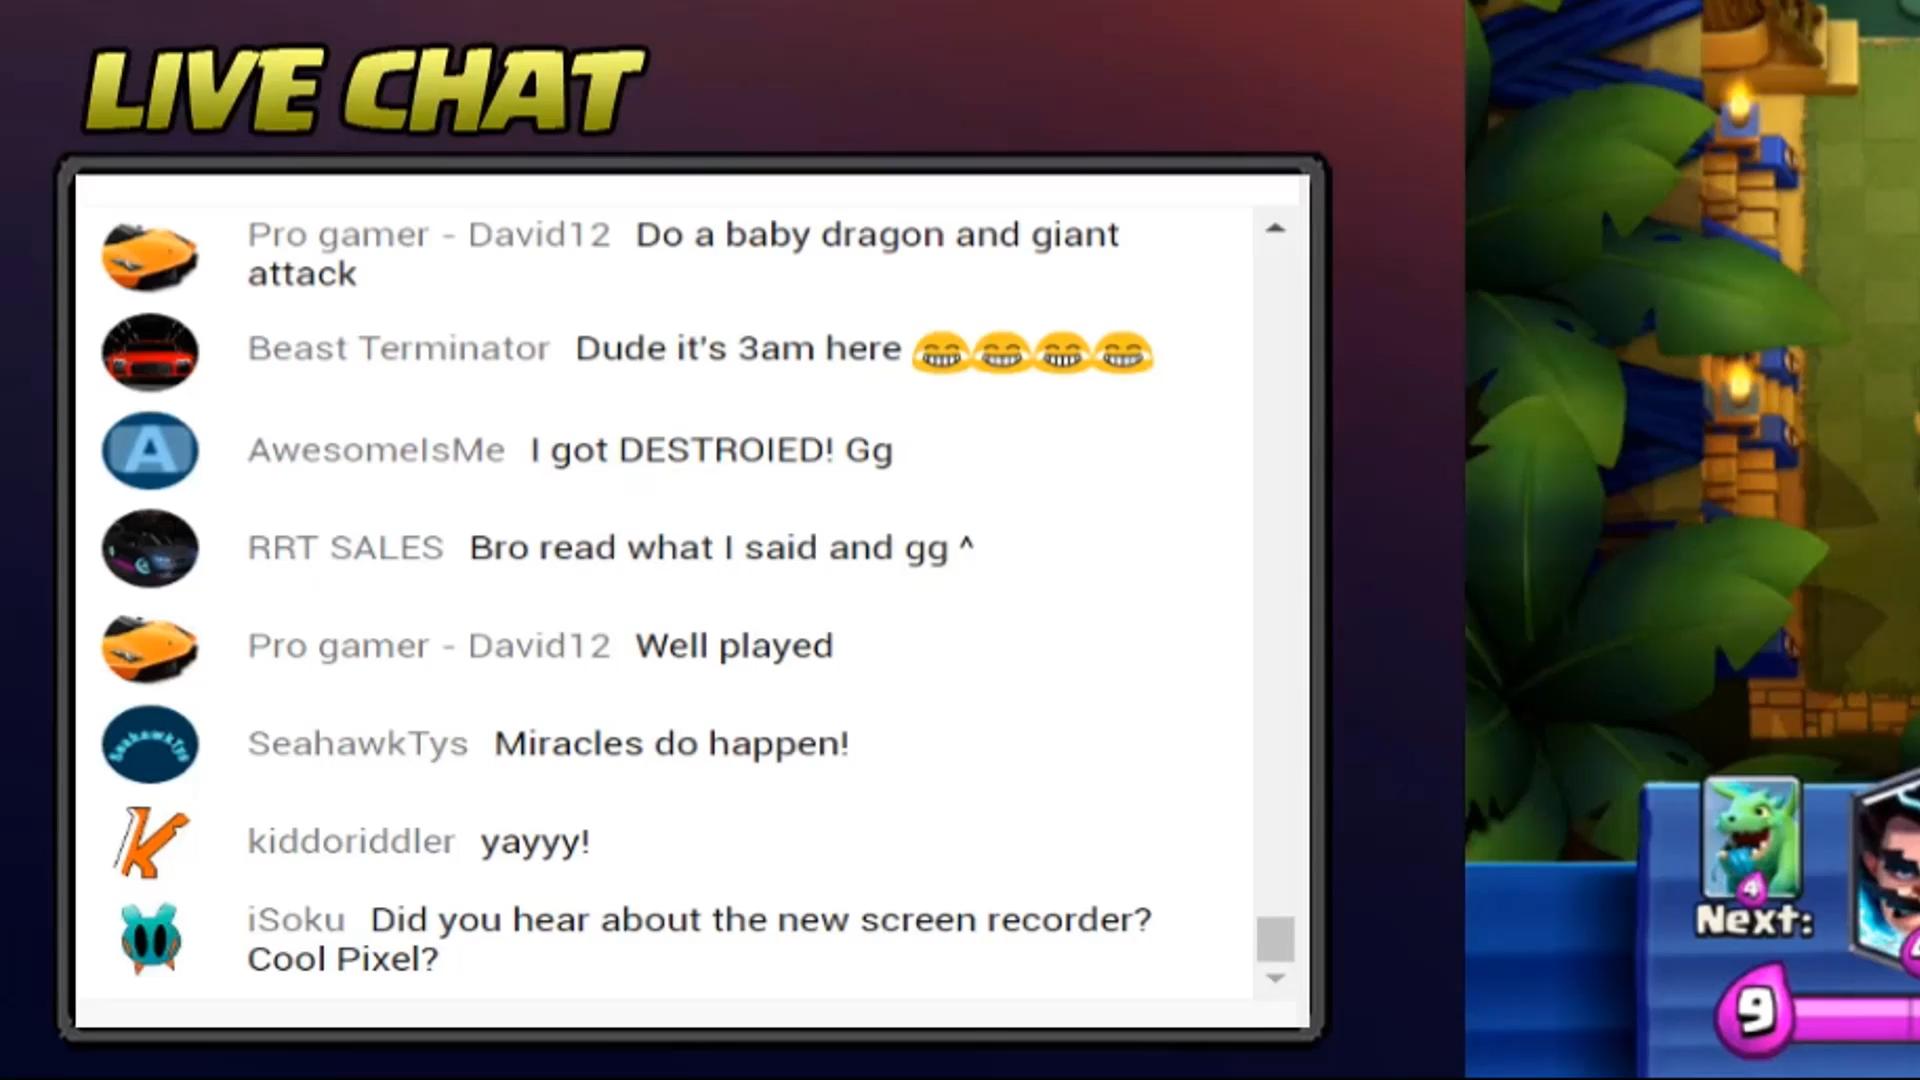 LIVE CHAT
Pro gamer - David12 Do a baby dragon and giant
attack
Beast Terminator Dude it's 3am here 😂😂😂😂
A
AwesomeIsMe I got DESTROIED! Gg
RRT SALES Bro read what I said and gg ^
Pro gamer - David12 Well played
SeahawkTys
SeahawkTys Miracles do happen!
K
kiddoriddler yayyy!
iSoku Did you hear about the new screen recorder?
Cool Pixel?
4
Next:
9